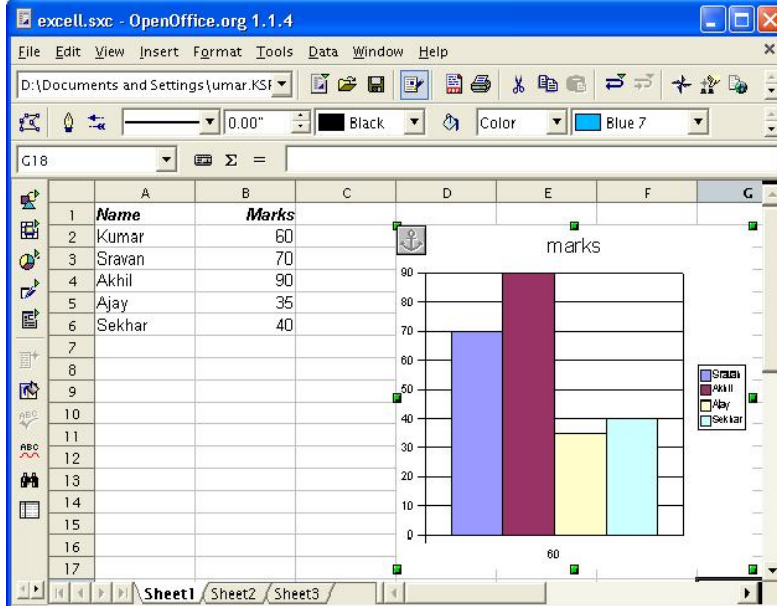 excell.sxc - OpenOffice.org 1.1.4
File Edit View Insert Format Tools Data Window Help
D:\Documents and Settings\umar.KSF
0.00" Black Color Blue 7
G18 Σ =
A B C D E F G
1 Name Marks
2 Kumar 60
3 Sravan 70
4 Akhil 90
5 Ajay 35
6 Sekhar 40
7
8
9
10
11
12
13
14
15
16
17
marks
90
80
70
60
50
40
30
20
10
0
60
Sravan
Akhil
Ajay
Sekhar
ABC
ABC
Sheet1 Sheet2 Sheet3